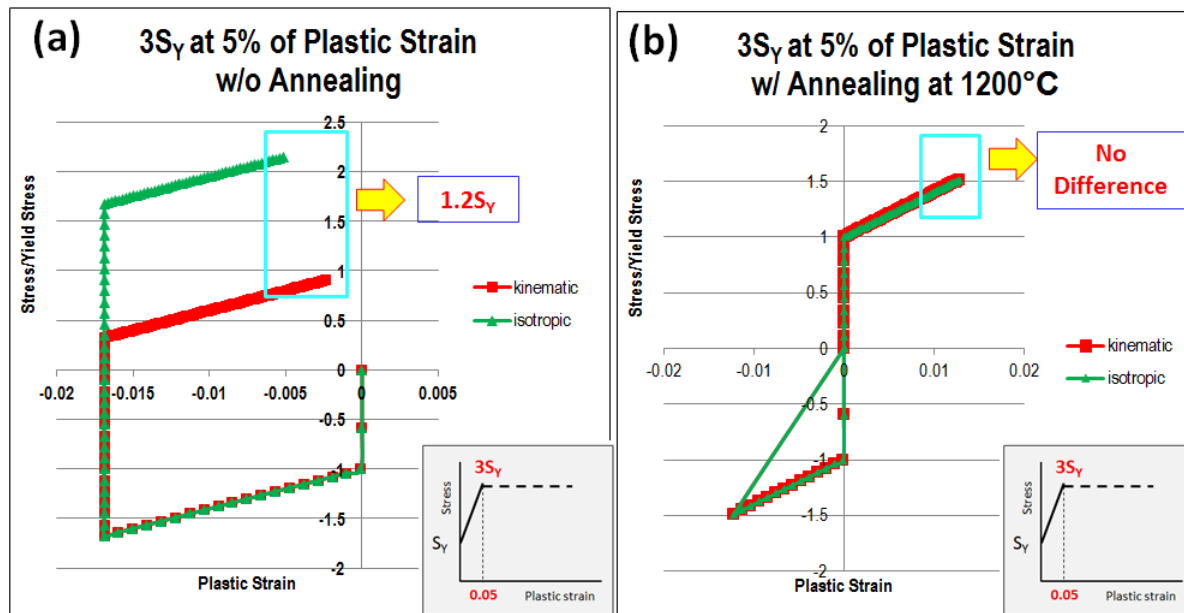 (a)
3SY at 5% of Plastic Strain
w/o Annealing
Stress/Yield Stress
2.5
2
1.5
1
0.5
0
-0.5
-1
-1.5
-2
-0.02 -0.015 -0.01 -0.005 0 0.005
1.2SY
kinematic
isotropic
Plastic Strain
3SY
Stress
SY
0.05 Plastic strain
(b)
3SY at 5% of Plastic Strain
w/ Annealing at 1200°C
Stress/Yield Stress
2
1.5
1
0.5
0
-0.5
-1
-1.5
-2
-0.02 -0.01 0 0.01 0.02
No
Difference
kinematic
isotropic
Plastic Strain
3SY
Stress
SY
0.05 Plastic strain